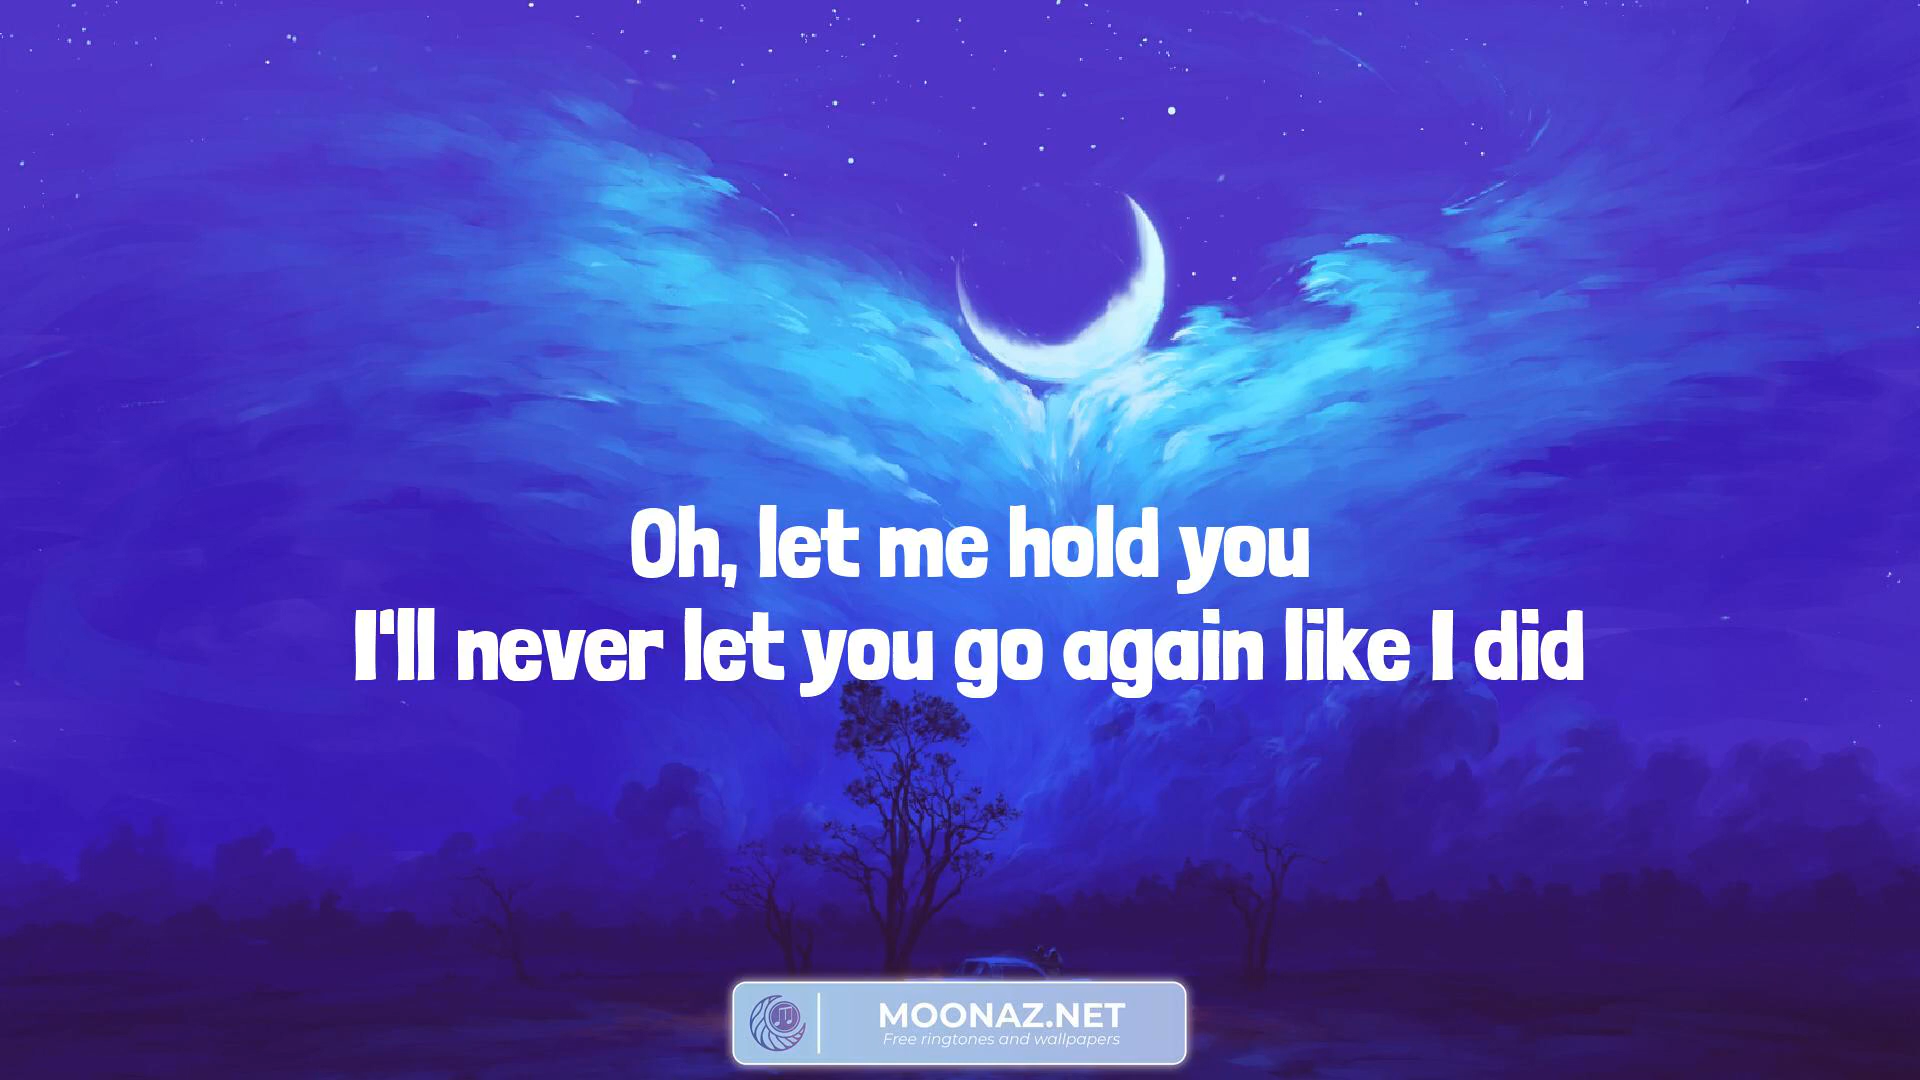 Oh, let me hold you
I'll never let you go again like I did
MOONAZ.NET
Free ringtones and wallpapers